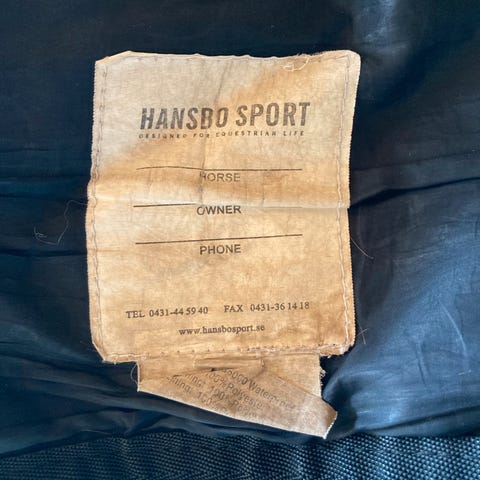 HANSBO SPORT
DESIGNED FOR EQUESTRIAN LIFE
HORSE
OWNER
PHONE
TEL 0431-44 59 40 FAX 0431-36 14 18
www.hansbosport.se